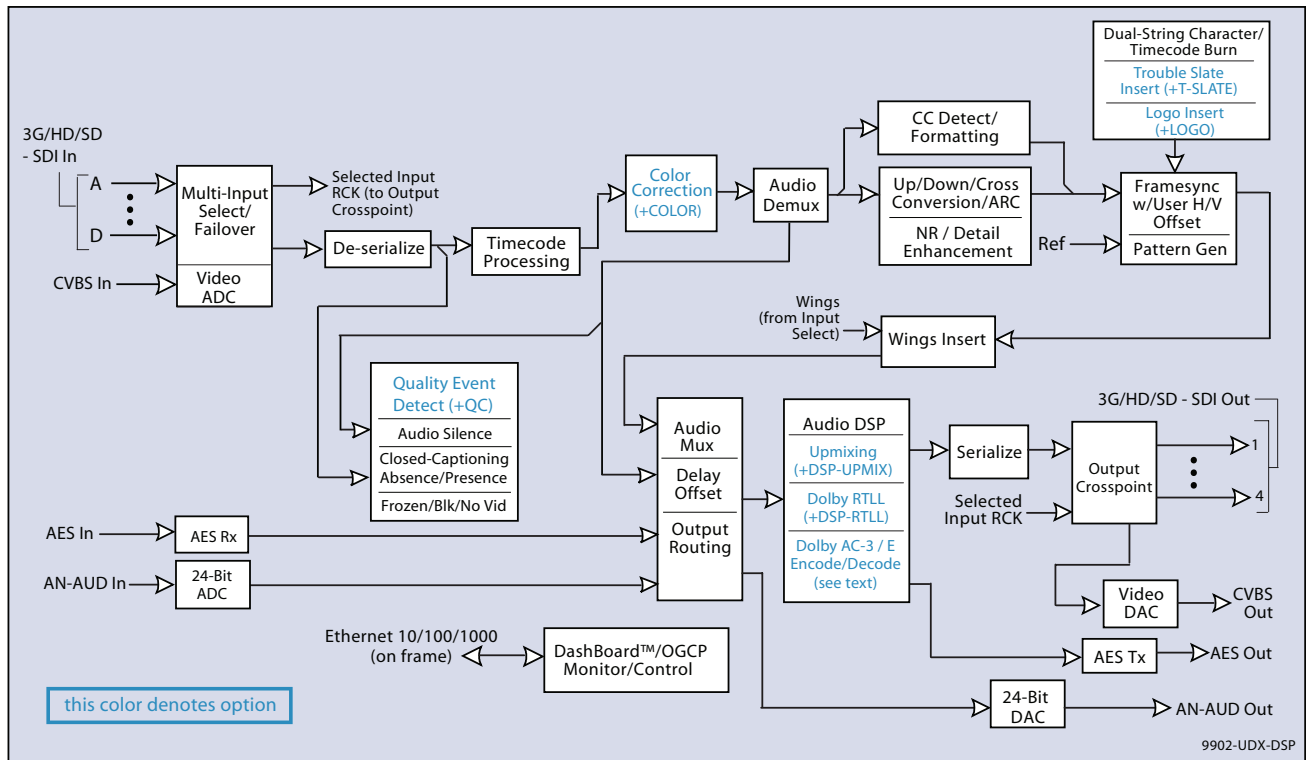 Dual-String Character/
Timecode Burn
Trouble Slate
Insert (+T-SLATE)
Logo Insert
(+LOGO)
3G/HD/SD
- SDI In
A
D
CVBS In
Multi-Input
Select/
Failover
Video
ADC
Selected Input
RCK (to Output
Crosspoint)
De-serialize
Timecode
Processing
Color
Correction
(+COLOR)
Audio
Demux
CC Detect/
Formatting
Up/Down/Cross
Conversion/ARC
NR / Detail
Enhancement
Ref
Framesync
w/User H/V
Offset
Pattern Gen
Wings
(from Input
Select)
Wings Insert
Quality Event
Detect (+QC)
Audio Silence
Closed-Captioning
Absence/Presence
Frozen/Blk/No Vid
Audio
Mux
Delay
Offset
Output
Routing
Audio DSP
Upmixing
(+DSP-UPMIX)
Dolby RTLL
(+DSP-RTLL)
Dolby AC-3 / E
Encode/Decode
(see text)
Serialize
Selected
Input RCK
Output
Crosspoint
3G/HD/SD - SDI Out
1
4
AES In
AES Rx
AN-AUD In
24-Bit
ADC
Video
DAC
CVBS
Out
AES Tx
AES Out
24-Bit
DAC
AN-AUD Out
Ethernet 10/100/1000
(on frame)
DashBoard™/OGCP
Monitor/Control
this color denotes option
9902-UDX-DSP